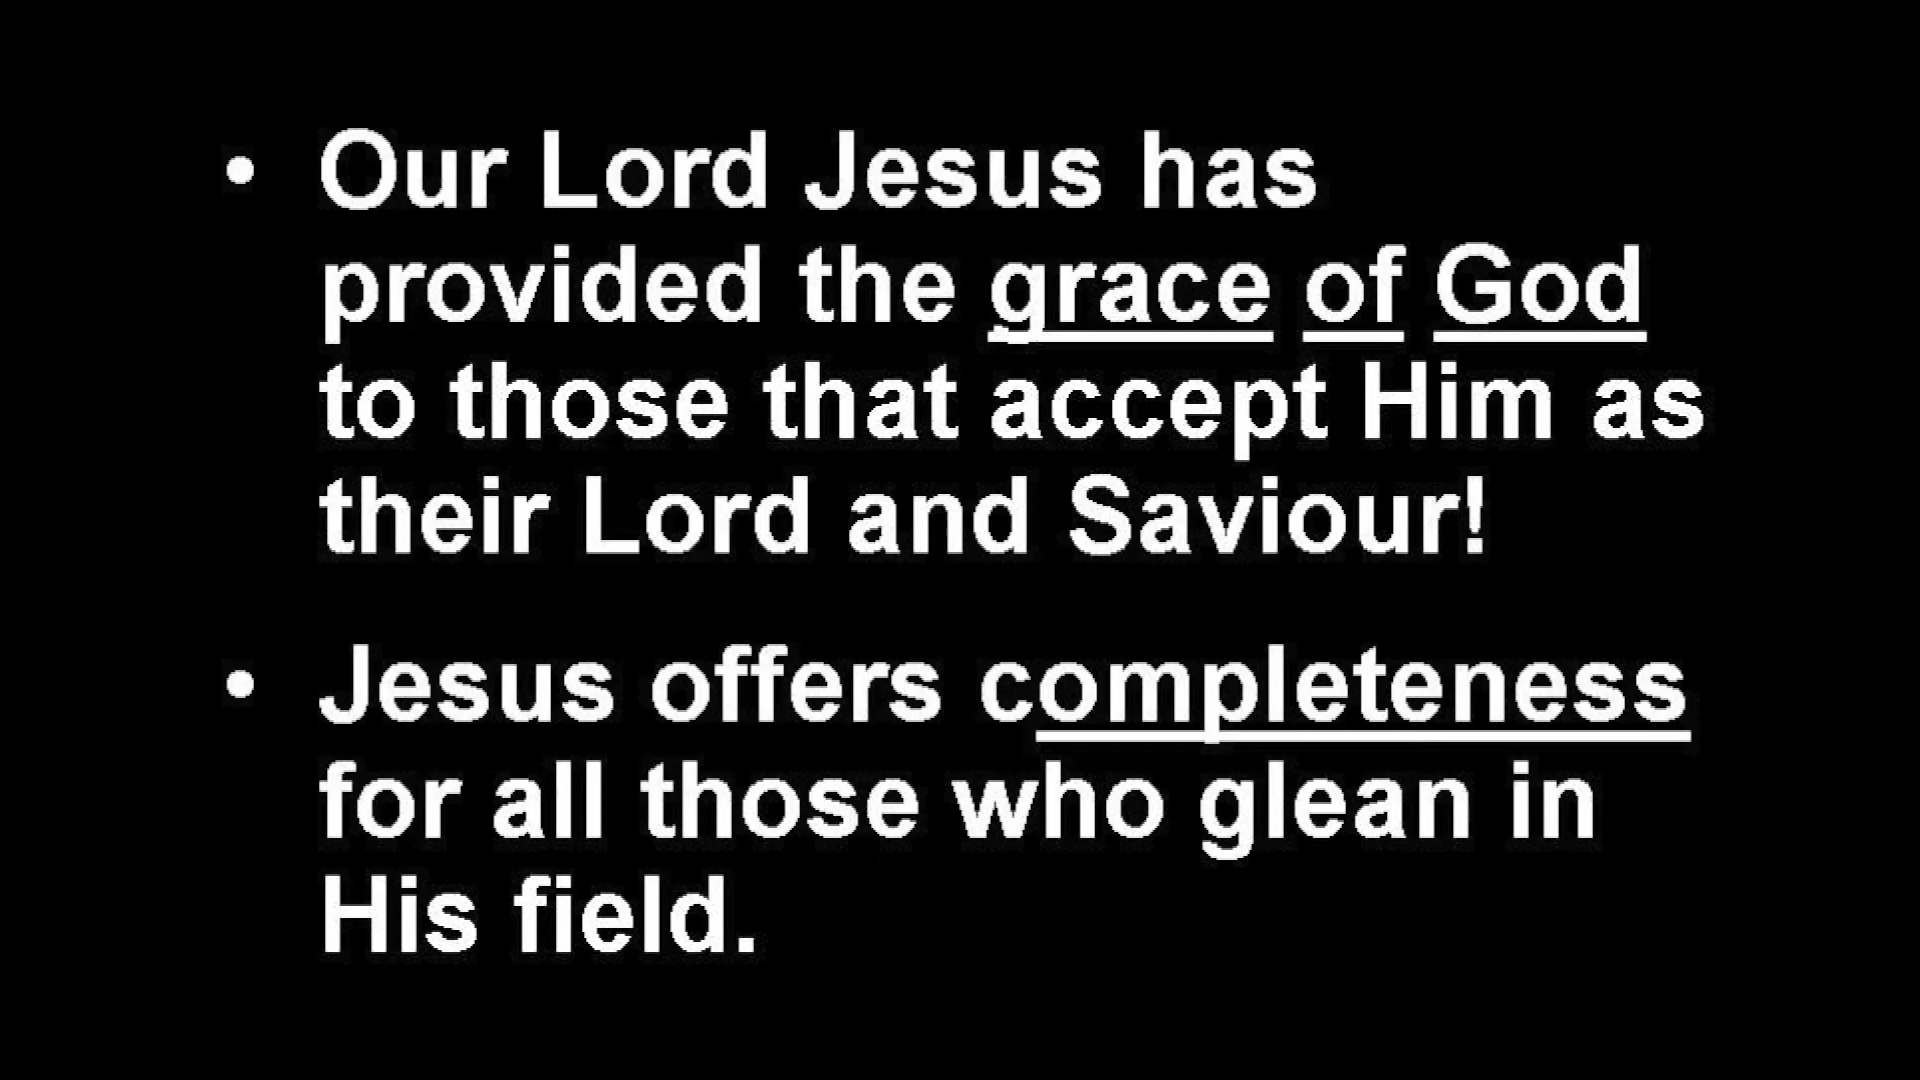 • Our Lord Jesus has
provided the grace of God
to those that accept Him as
their Lord and Saviour!
• Jesus offers completeness
for all those who glean in
His field.